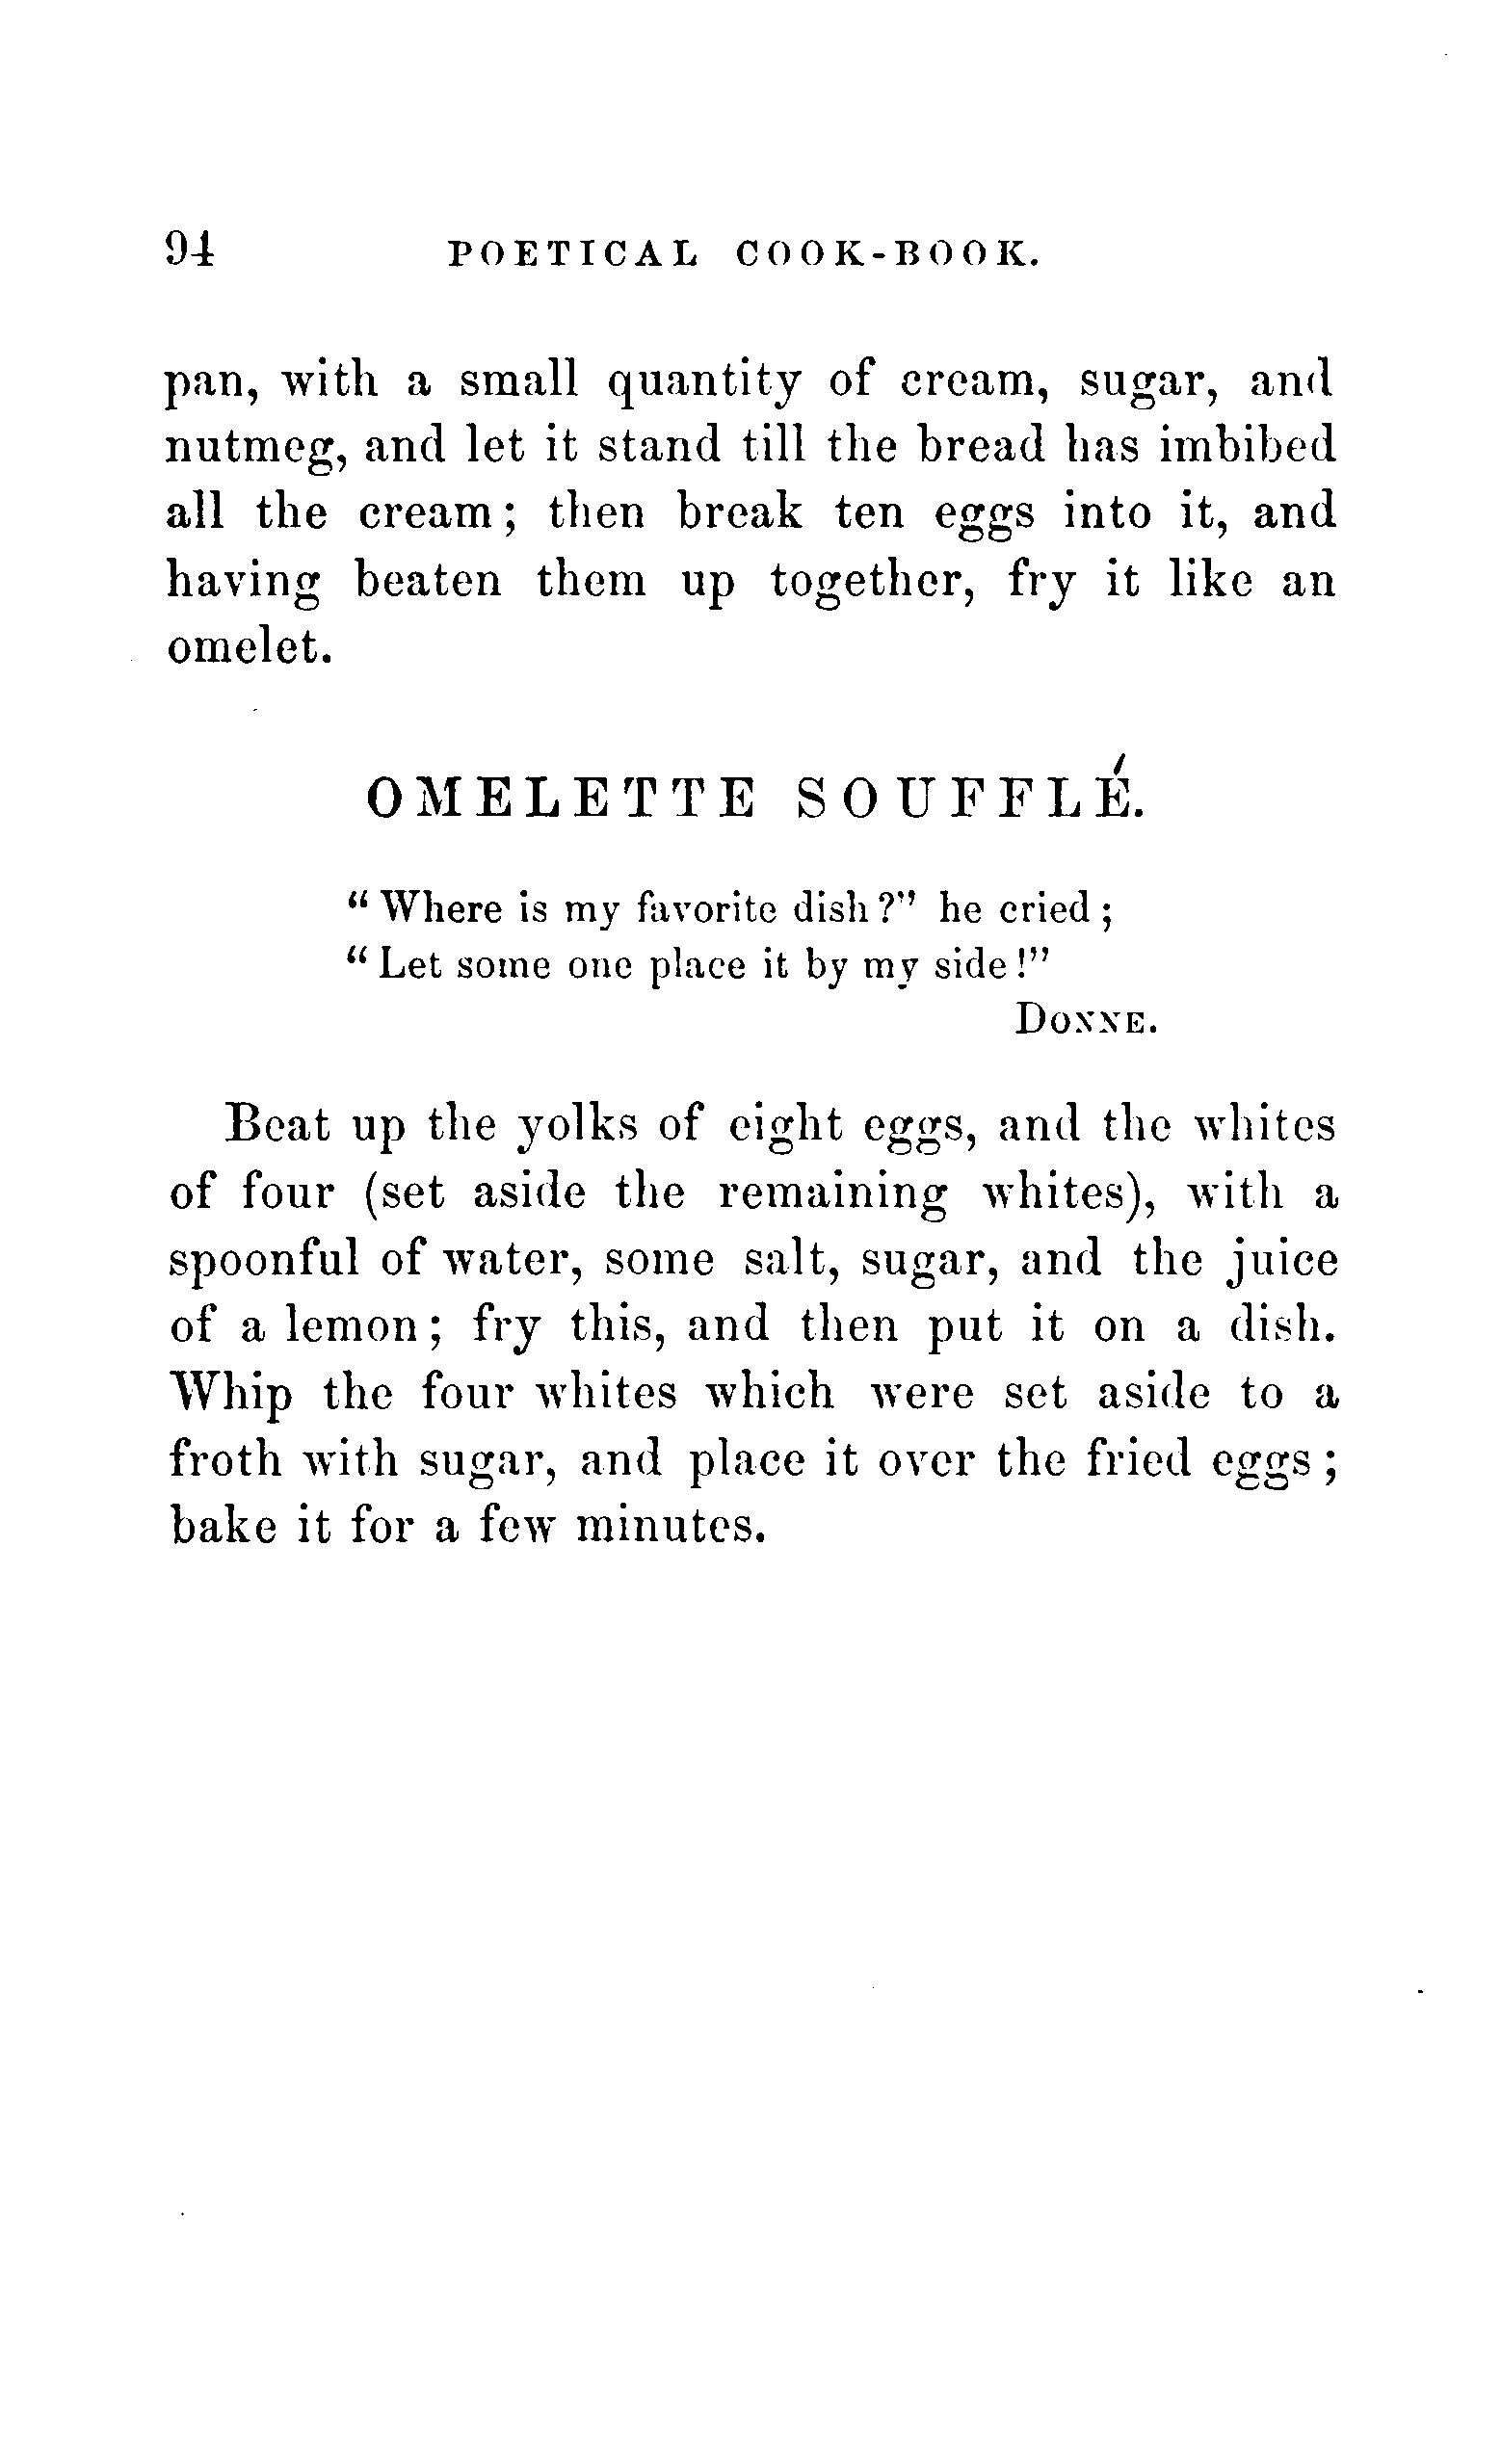 94 POETICAL COOK-BOOK.
pan, with a small quantity of cream, sugar, and
nutmeg, and let it stand till the bread has imbibed
all the cream; then break ten eggs into it, and
having beaten them up together, fry it like an
omelet.
OMELETTE SOUFFLÉ.
"Where is my favorite dish?" he cried;
"Let some one place it by my side!"
DONNE.
Beat up the yolks of eight eggs, and the whites
of four (set aside the remaining whites), with a
spoonful of water, some salt, sugar, and the juice
of a lemon; fry this, and then put it on a dish.
Whip the four whites which were set aside to a
froth with sugar, and place it over the fried eggs;
bake it for a few minutes.